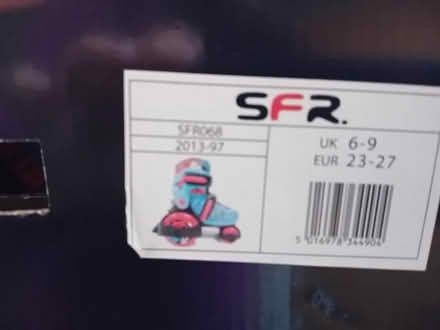 SFR.
SFR068
2013-97
UK 6-9
EUR 23-27
5 016978 344904